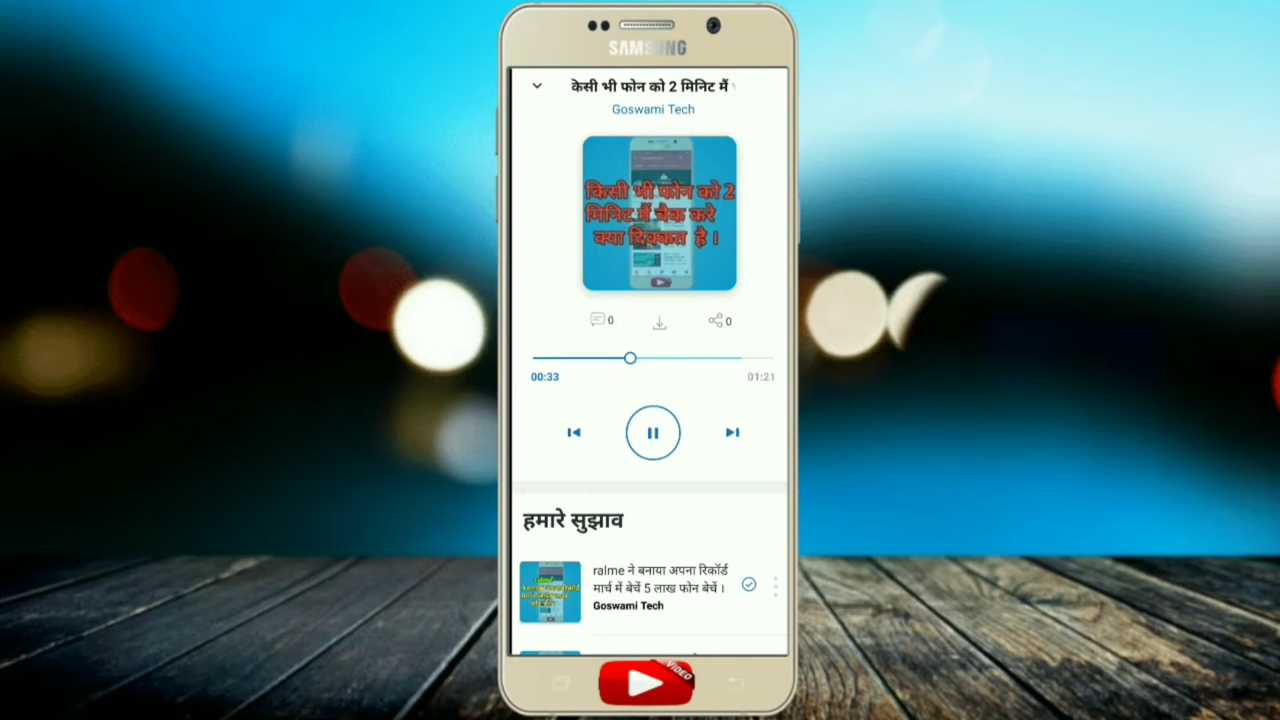 SAMSUNG
केसी भी फोन को 2 मिनिट मैं
Goswami Tech
किसी भी फोन को 2
मिनिट मैं चैक करे
क्या दिक्कत है।
0
0
00:33
01:21
हमारे सुझाव
ralme ने बनाया अपना रिकॉर्ड
मार्च में बेचें 5 लाख फोन बेचें ।
Goswami Tech
VIDEO